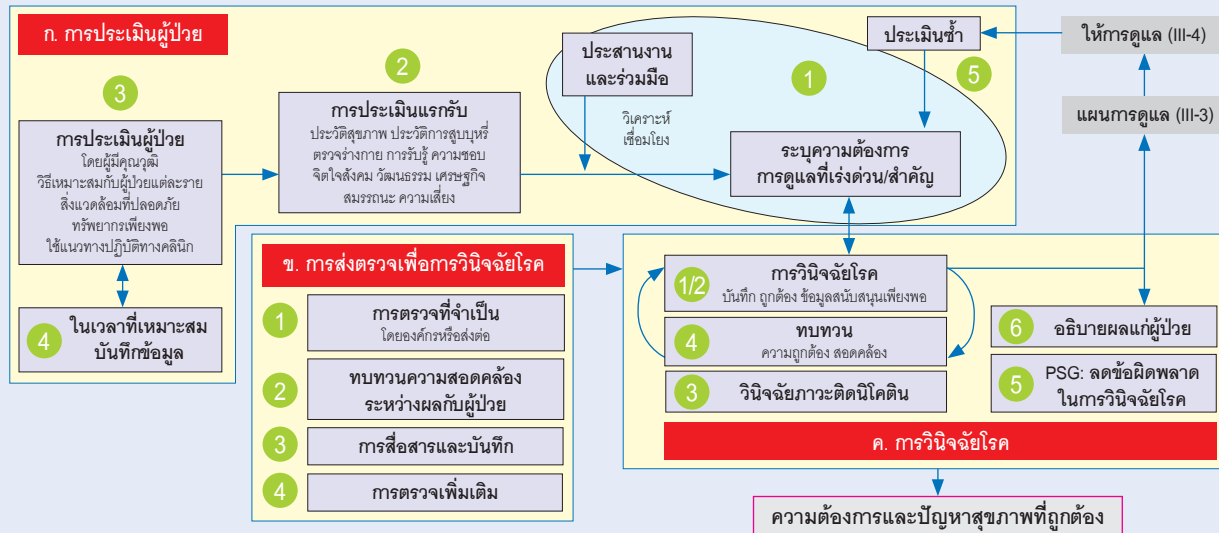 ก. การประเมินผู้ป่วย
3
การประเมินผู้ป่วย
โดยผู้มีคุณวุฒิ
วิธีเหมาะสมกับผู้ป่วยแต่ละราย
สิ่งแวดล้อมที่ปลอดภัย
ทรัพยากรเพียงพอ
ใช้แนวทางปฏิบัติทางคลินิก
4
ในเวลาที่เหมาะสม
บันทึกข้อมูล
2
การประเมินแรกรับ
ประวัติสุขภาพ ประวัติการสูบบุหรี่
ตรวจร่างกาย การรับรู้ ความชอบ
จิตใจสังคม วัฒนธรรม เศรษฐกิจ
สมรรถนะ ความเสี่ยง
ประสานงาน
และร่วมมือ
วิเคราะห์
เชื่อมโยง
1
ประเมินซ้ำ
5
ระบุความต้องการ
การดูแลที่เร่งด่วน/สำคัญ
ให้การดูแล (III-4)
แผนการดูแล (III-3)
ข. การส่งตรวจเพื่อการวินิจฉัยโรค
1
การตรวจที่จำเป็น
โดยองค์กรหรือส่งต่อ
2
ทบทวนความสอดคล้อง
ระหว่างผลกับผู้ป่วย
3
การสื่อสารและบันทึก
4
การตรวจเพิ่มเติม
1/2
การวินิจฉัยโรค
บันทึก ถูกต้อง ข้อมูลสนับสนุนเพียงพอ
4
ทบทวน
ความถูกต้อง สอดคล้อง
3
วินิจฉัยภาวะติดนิโคติน
6
อธิบายผลแก่ผู้ป่วย
5
PSG: ลดข้อผิดพลาด
ในการวินิจฉัยโรค
ค. การวินิจฉัยโรค
ความต้องการและปัญหาสุขภาพที่ถูกต้อง